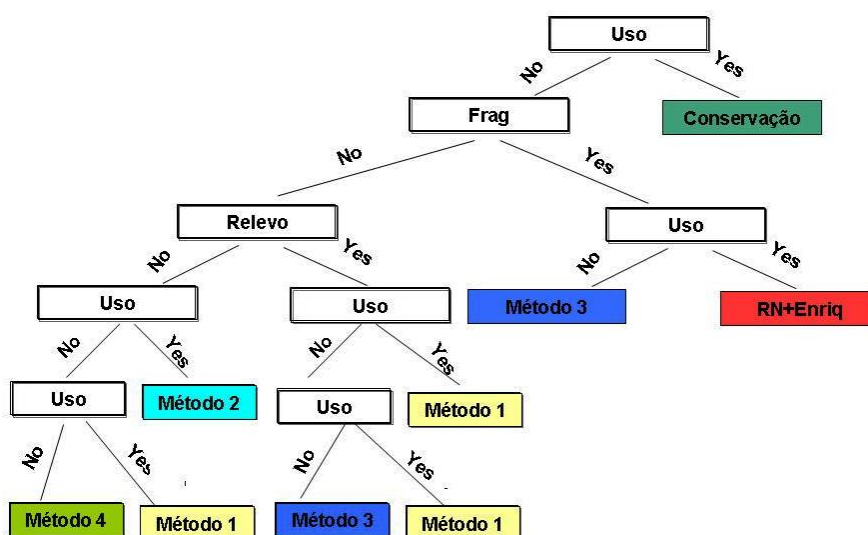 Uso
No
Yes
Frag
Conservação
No
Yes
Relevo
Uso
No
Yes
No
Yes
Uso
Uso
Método 3
RN+Enriq
No
Yes
No
Yes
Uso
Método 2
Uso
Método 1
No
Yes
No
Yes
Método 4
Método 1
Método 3
Método 1